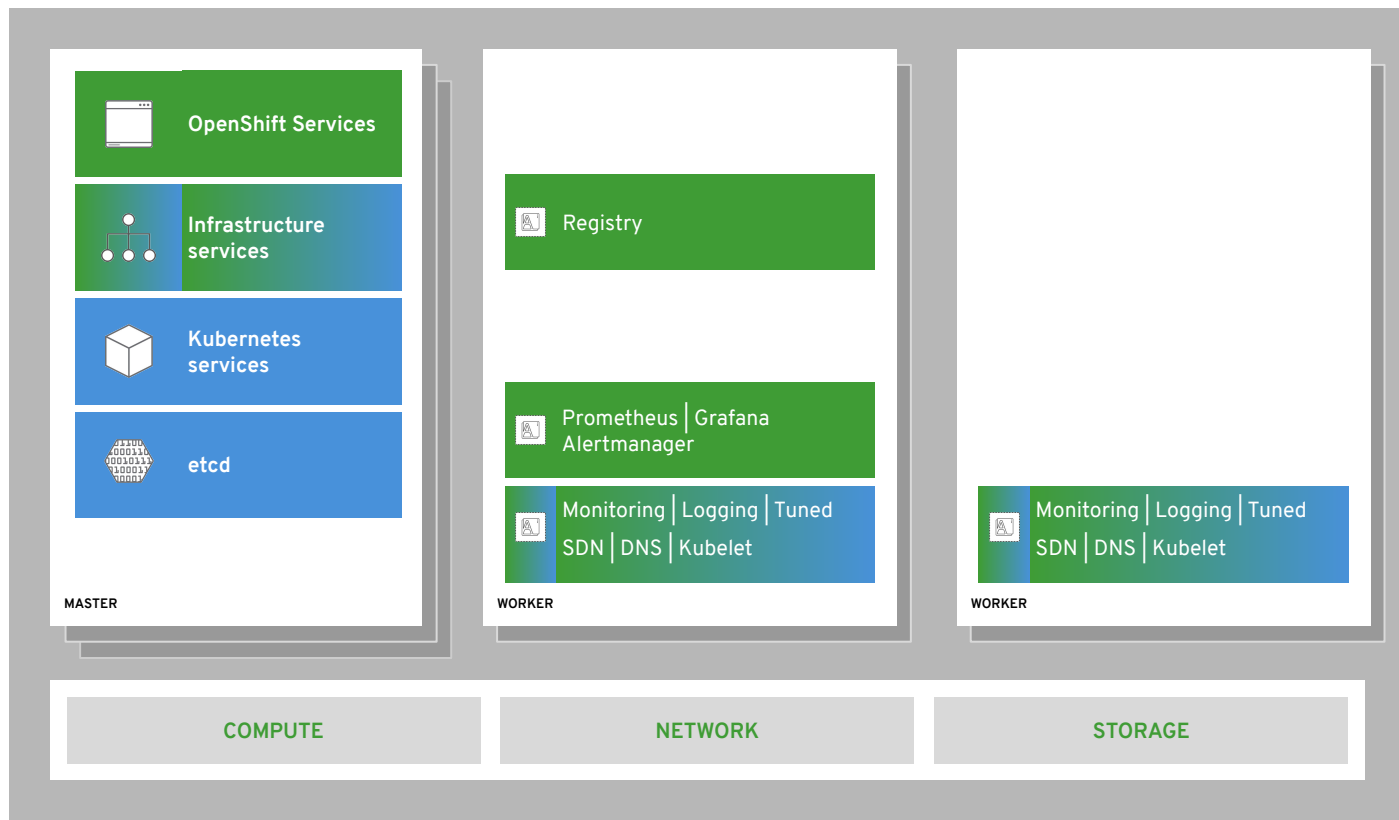 OpenShift Services
Infrastructure
services
Kubernetes
services
etcd
MASTER
Registry
Prometheus | Grafana
Alertmanager
Monitoring | Logging | Tuned
SDN | DNS | Kubelet
WORKER
Monitoring | Logging | Tuned
SDN | DNS | Kubelet
WORKER
COMPUTE
NETWORK
STORAGE